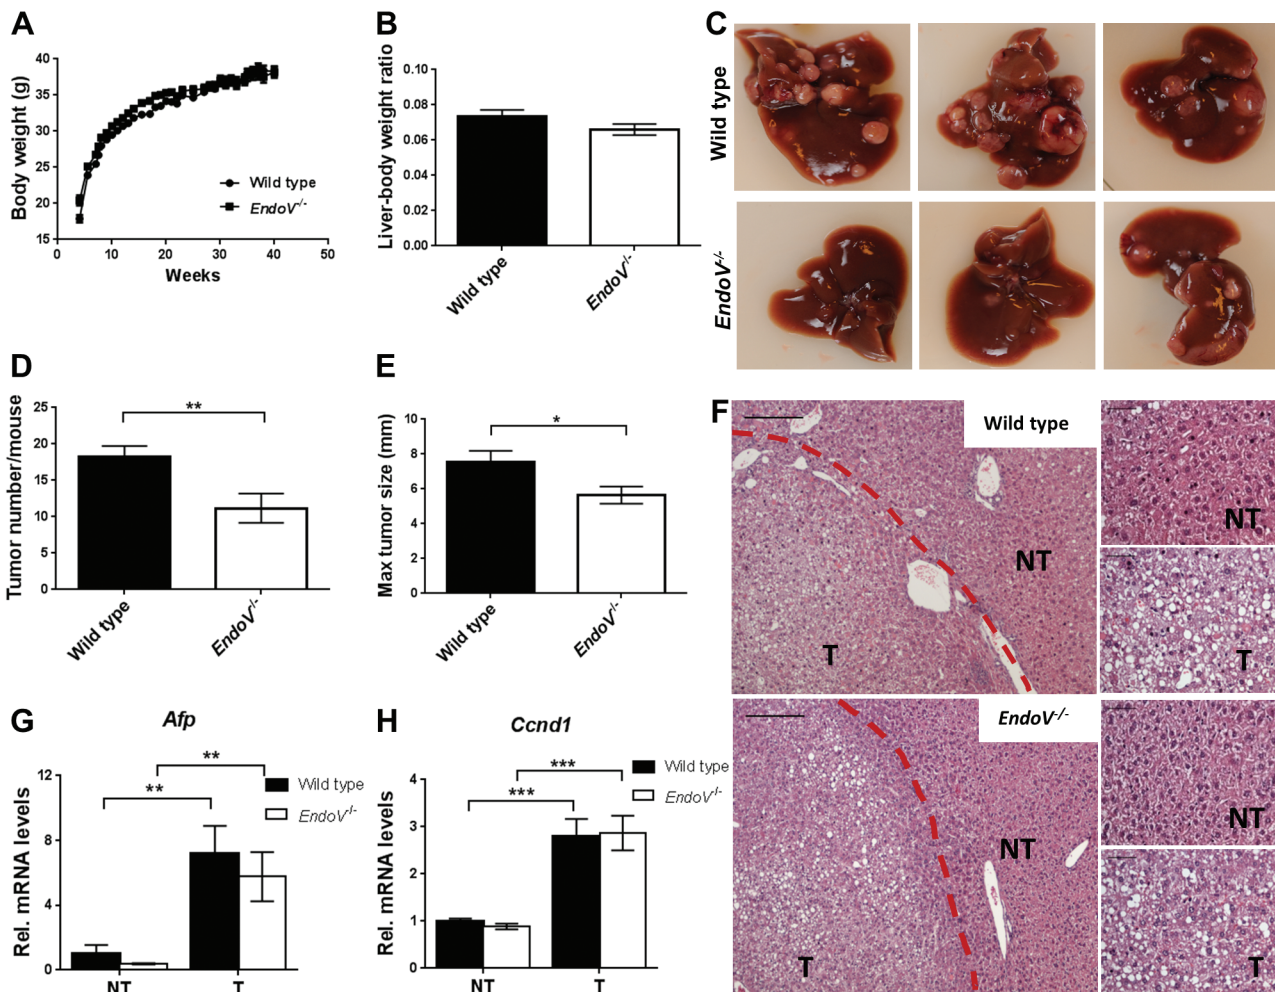 A
Body weight (g)
40
35
30
25
20
15
0
10
20
30
40
50
Weeks
Wild type
EndoV-/-
B
Liver-body weight ratio
0.10
0.08
0.06
0.04
0.02
0.00
Wild type
EndoV-/-
C
Wild type
EndoV-/-
D
Tumor number/mouse
25
20
15
10
5
0
**
Wild type
EndoV-/-
E
Max tumor size (mm)
10
8
6
4
2
0
*
Wild type
EndoV-/-
F
Wild type
NT
T
NT
T
EndoV-/-
NT
T
NT
T
G
Afp
Rel. mRNA levels
12
8
4
0
**
**
Wild type
EndoV-/-
NT
T
H
Ccnd1
Rel. mRNA levels
4
3
2
1
0
***
***
Wild type
EndoV-/-
NT
T